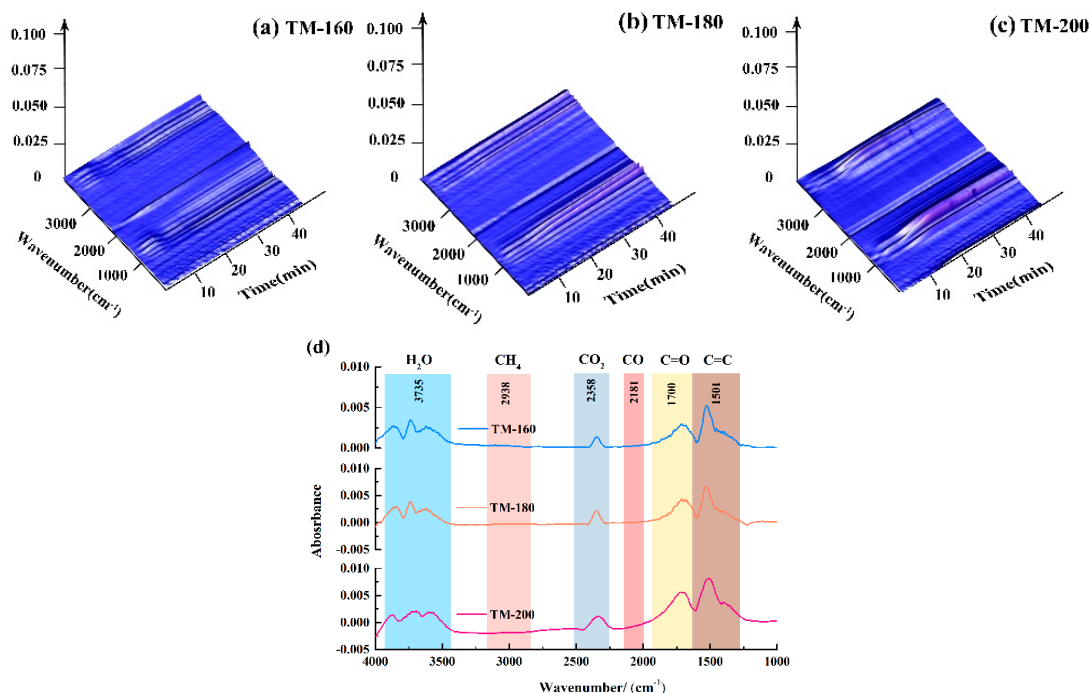 (a) TM-160
0.100
0.075
0.050
0.025
0
3000
2000
1000
Wavenumber(cm⁻¹)
10
20
30
40
Time(min)
(b) TM-180
0.100
0.075
0.050
0.025
0
3000
2000
1000
Wavenumber(cm⁻¹)
10
20
30
40
Time(min)
(c) TM-200
0.100
0.075
0.050
0.025
0
3000
2000
1000
Wavenumber(cm⁻¹)
10
20
30
40
Time(min)
(d)
H₂O CH₄ CO₂ CO C=O C=C
3735 2938 2358 2181 1700 1501
0.010
0.005
0.000
TM-160
0.010
0.005
0.000
-0.005
TM-180
0.010
0.005
0.000
-0.005
TM-200
Abosrbance
4000 3500 3000 2500 2000 1500 1000
Wavenumber/ (cm⁻¹)